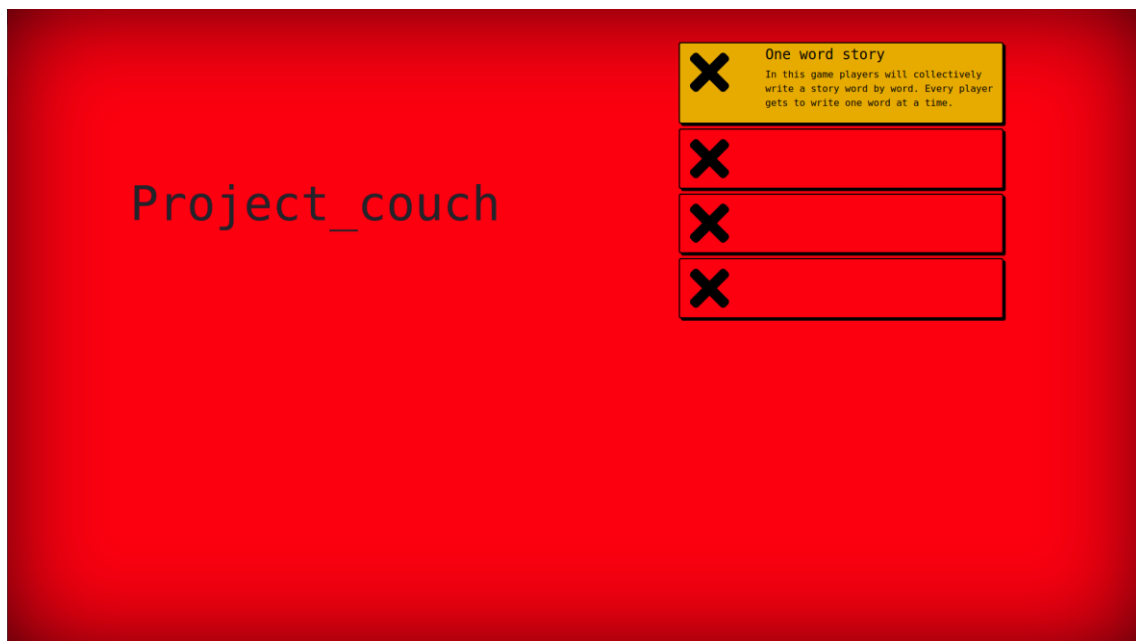 Project_couch
One word story
In this game players will collectively
write a story word by word. Every player
gets to write one word at a time.